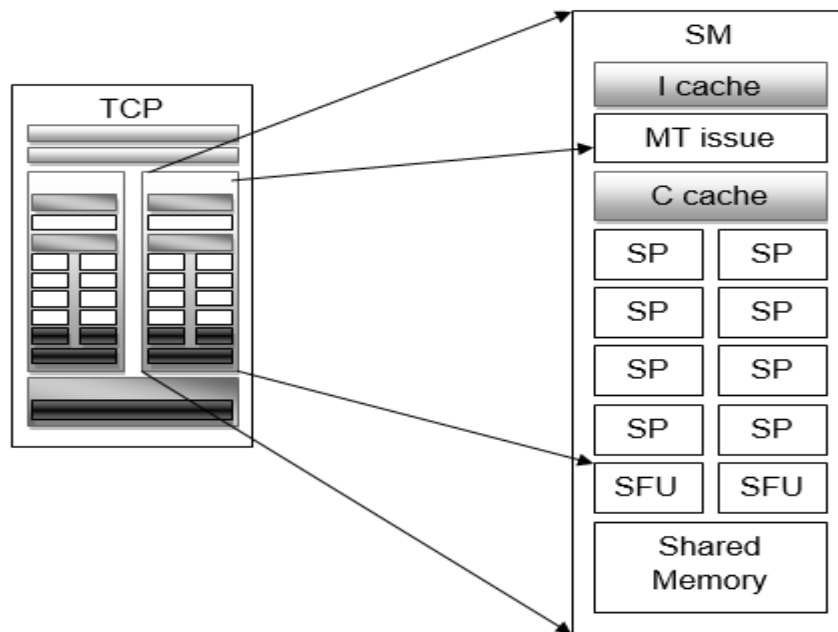 TCP
SM
I cache
MT issue
C cache
SP SP
SP SP
SP SP
SP SP
SFU SFU
Shared
Memory